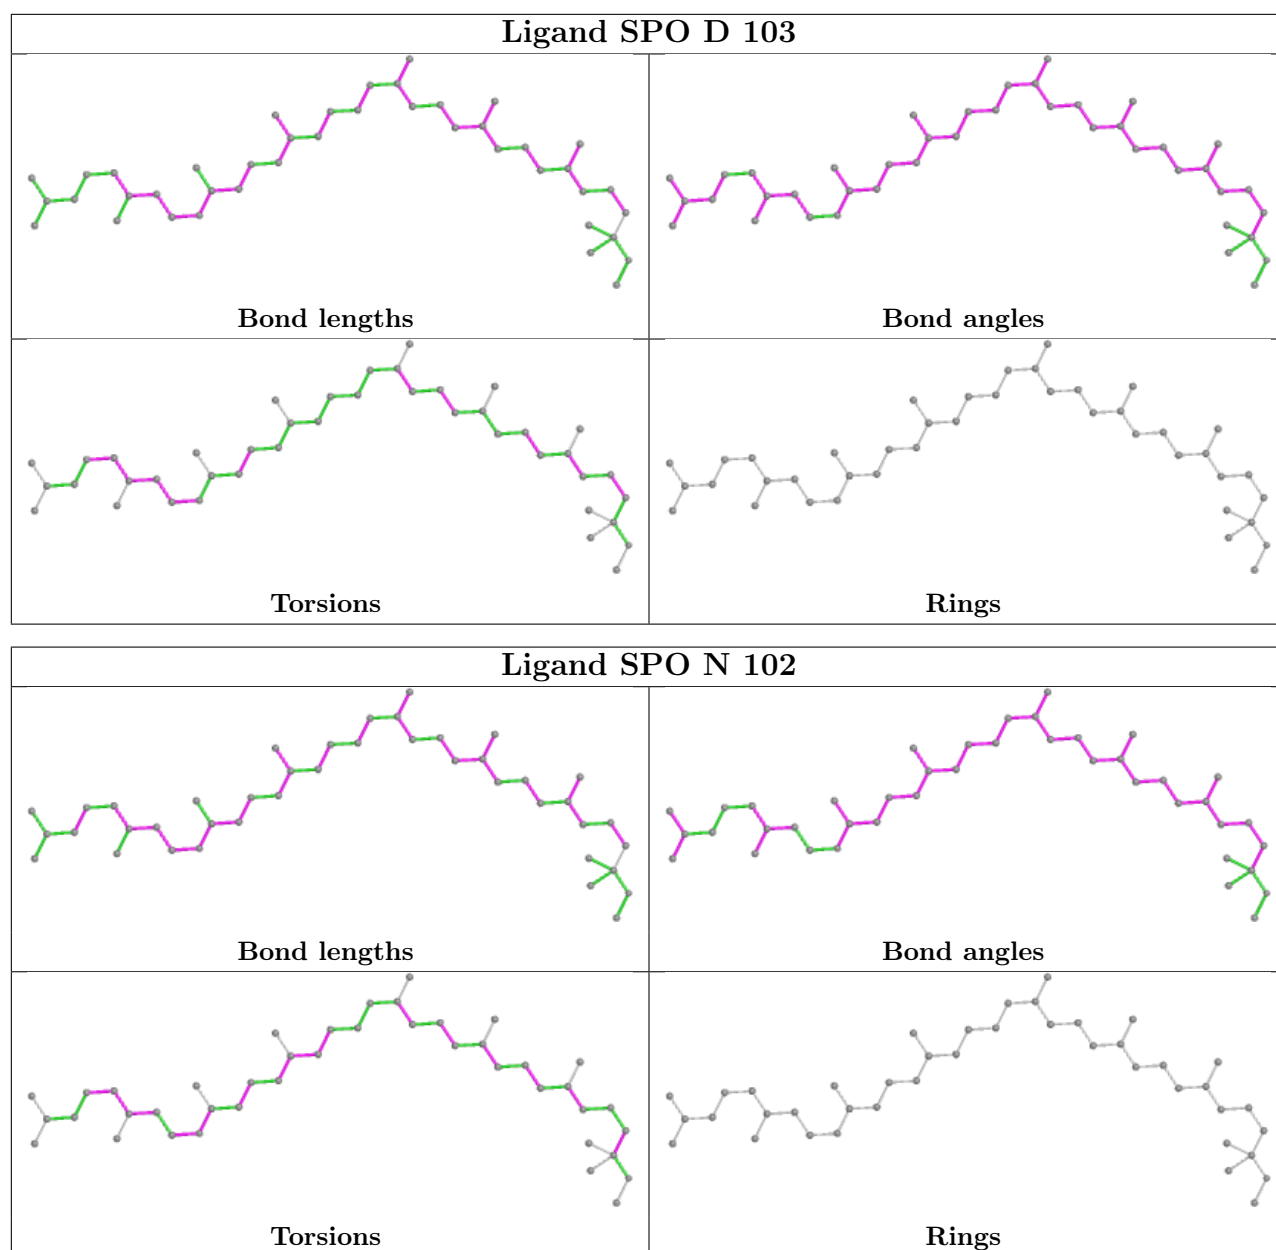 Ligand SPO D 103
Bond lengths
Bond angles
Torsions
Rings
Ligand SPO N 102
Bond lengths
Bond angles
Torsions
Rings